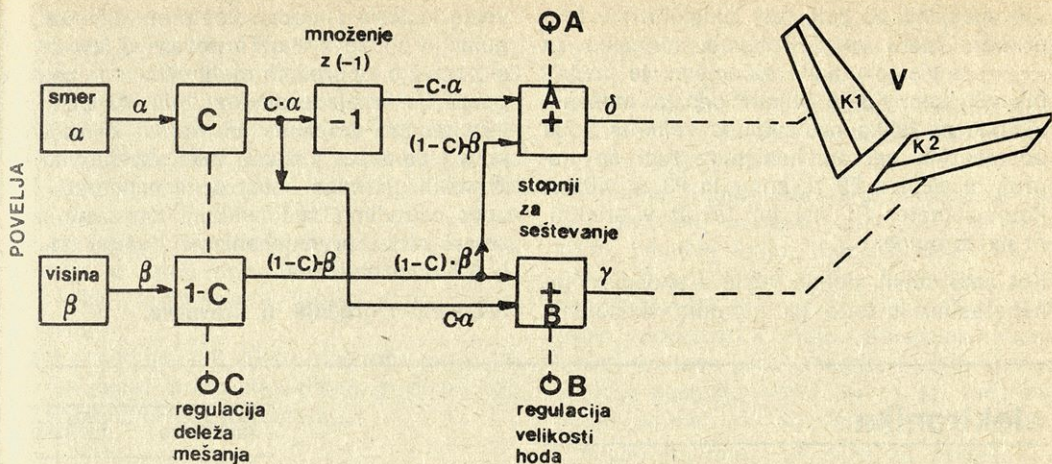 množenje
z (-1)
A
V
smer
α
α
C
C·α
-1
-C·α
A
+
δ
K1
K2
(1-C)·β
stopnji
za
seštevanje
POVELJA
visina
β
β
1-C
(1-C)·β
(1-C)·β
C·α
+
B
γ
C
regulacija
deleža
mešanja
B
regulacija
velikosti
hoda